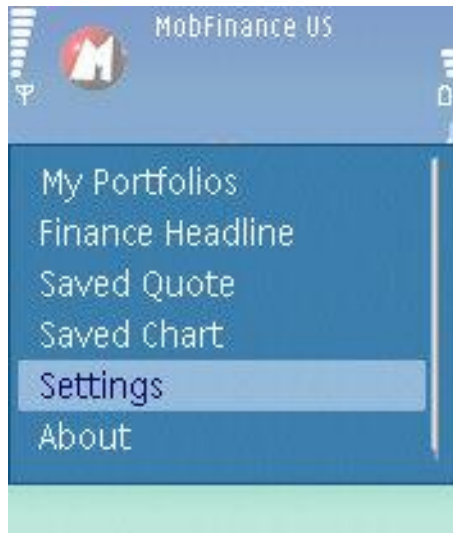 MobFinance US
M
My Portfolios
Finance Headline
Saved Quote
Saved Chart
Settings
About